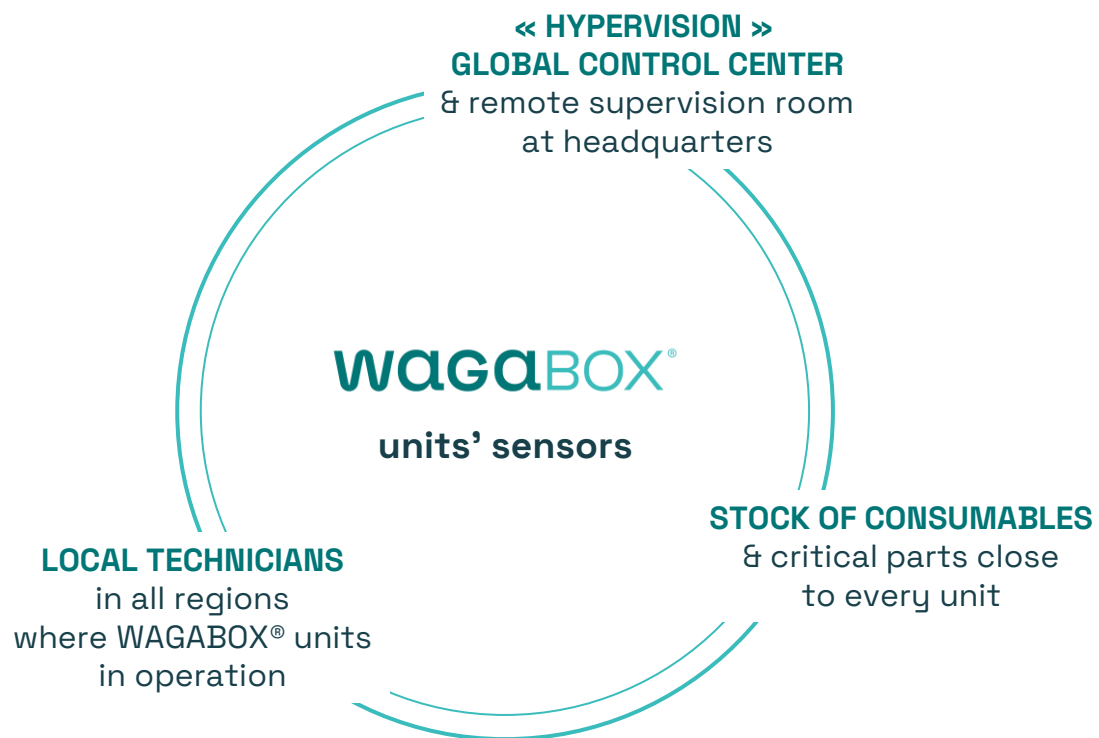 « HYPERVISION »
GLOBAL CONTROL CENTER
& remote supervision room
at headquarters
WAGABOX®
units’ sensors
STOCK OF CONSUMABLES
& critical parts close
to every unit
LOCAL TECHNICIANS
in all regions
where WAGABOX® units
in operation